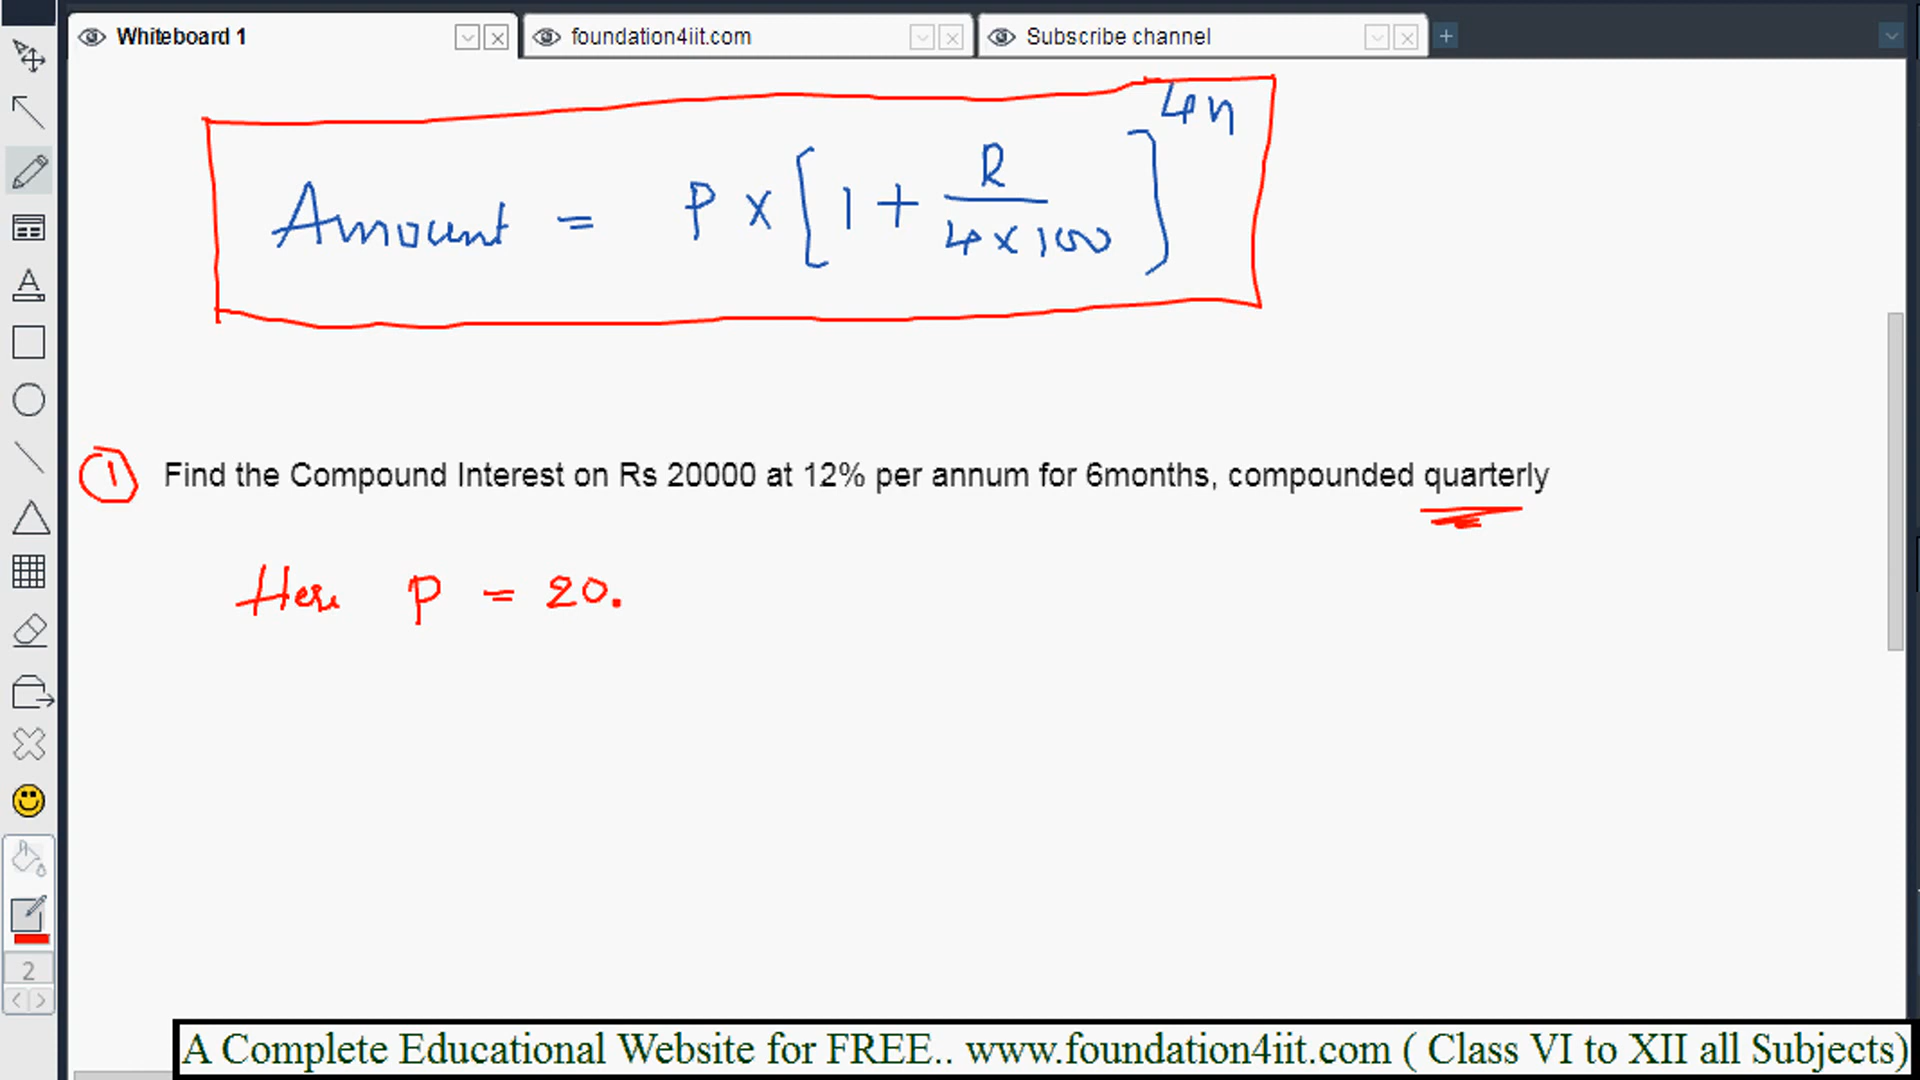 Whiteboard 1
foundation4iit.com
Subscribe channel
Amount = P × [1 + R / 4 × 100]^4n
1 Find the Compound Interest on Rs 20000 at 12% per annum for 6months, compounded quarterly
Here P = 20.
2
A Complete Educational Website for FREE.. www.foundation4iit.com ( Class VI to XII all Subjects)